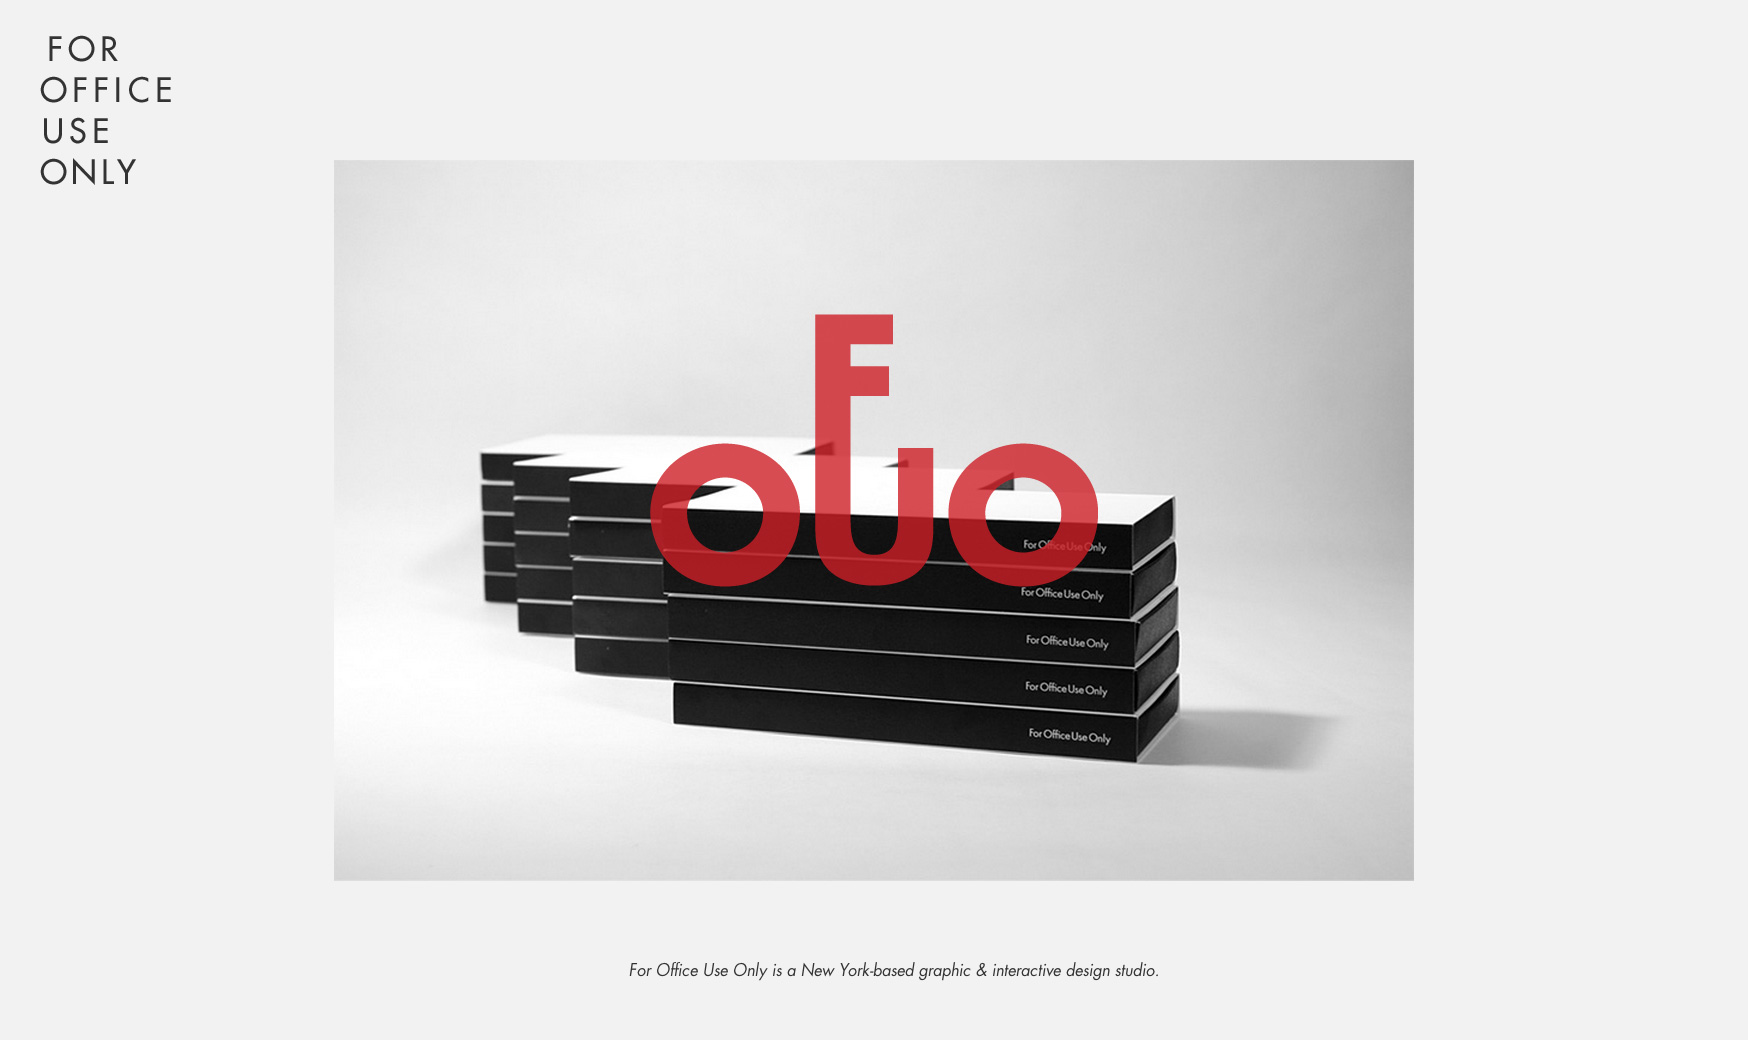 FOR
OFFICE
USE
ONLY
FOUO
For Office Use Only
For Office Use Only
For Office Use Only
For Office Use Only
For Office Use Only
For Office Use Only is a New York-based graphic & interactive design studio.